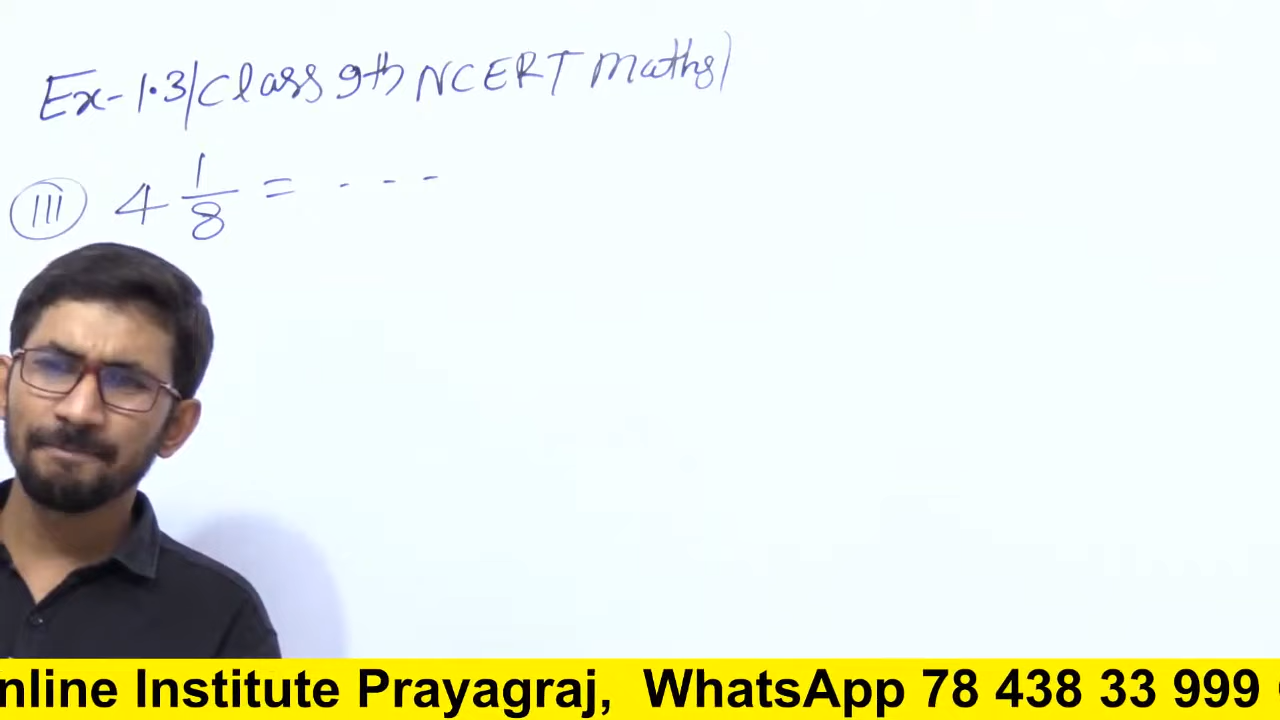 Ex-1.3/Class 9th NCERT Maths)
III 4 1/8 = ---
nline Institute Prayagraj, WhatsApp 78 438 33 999